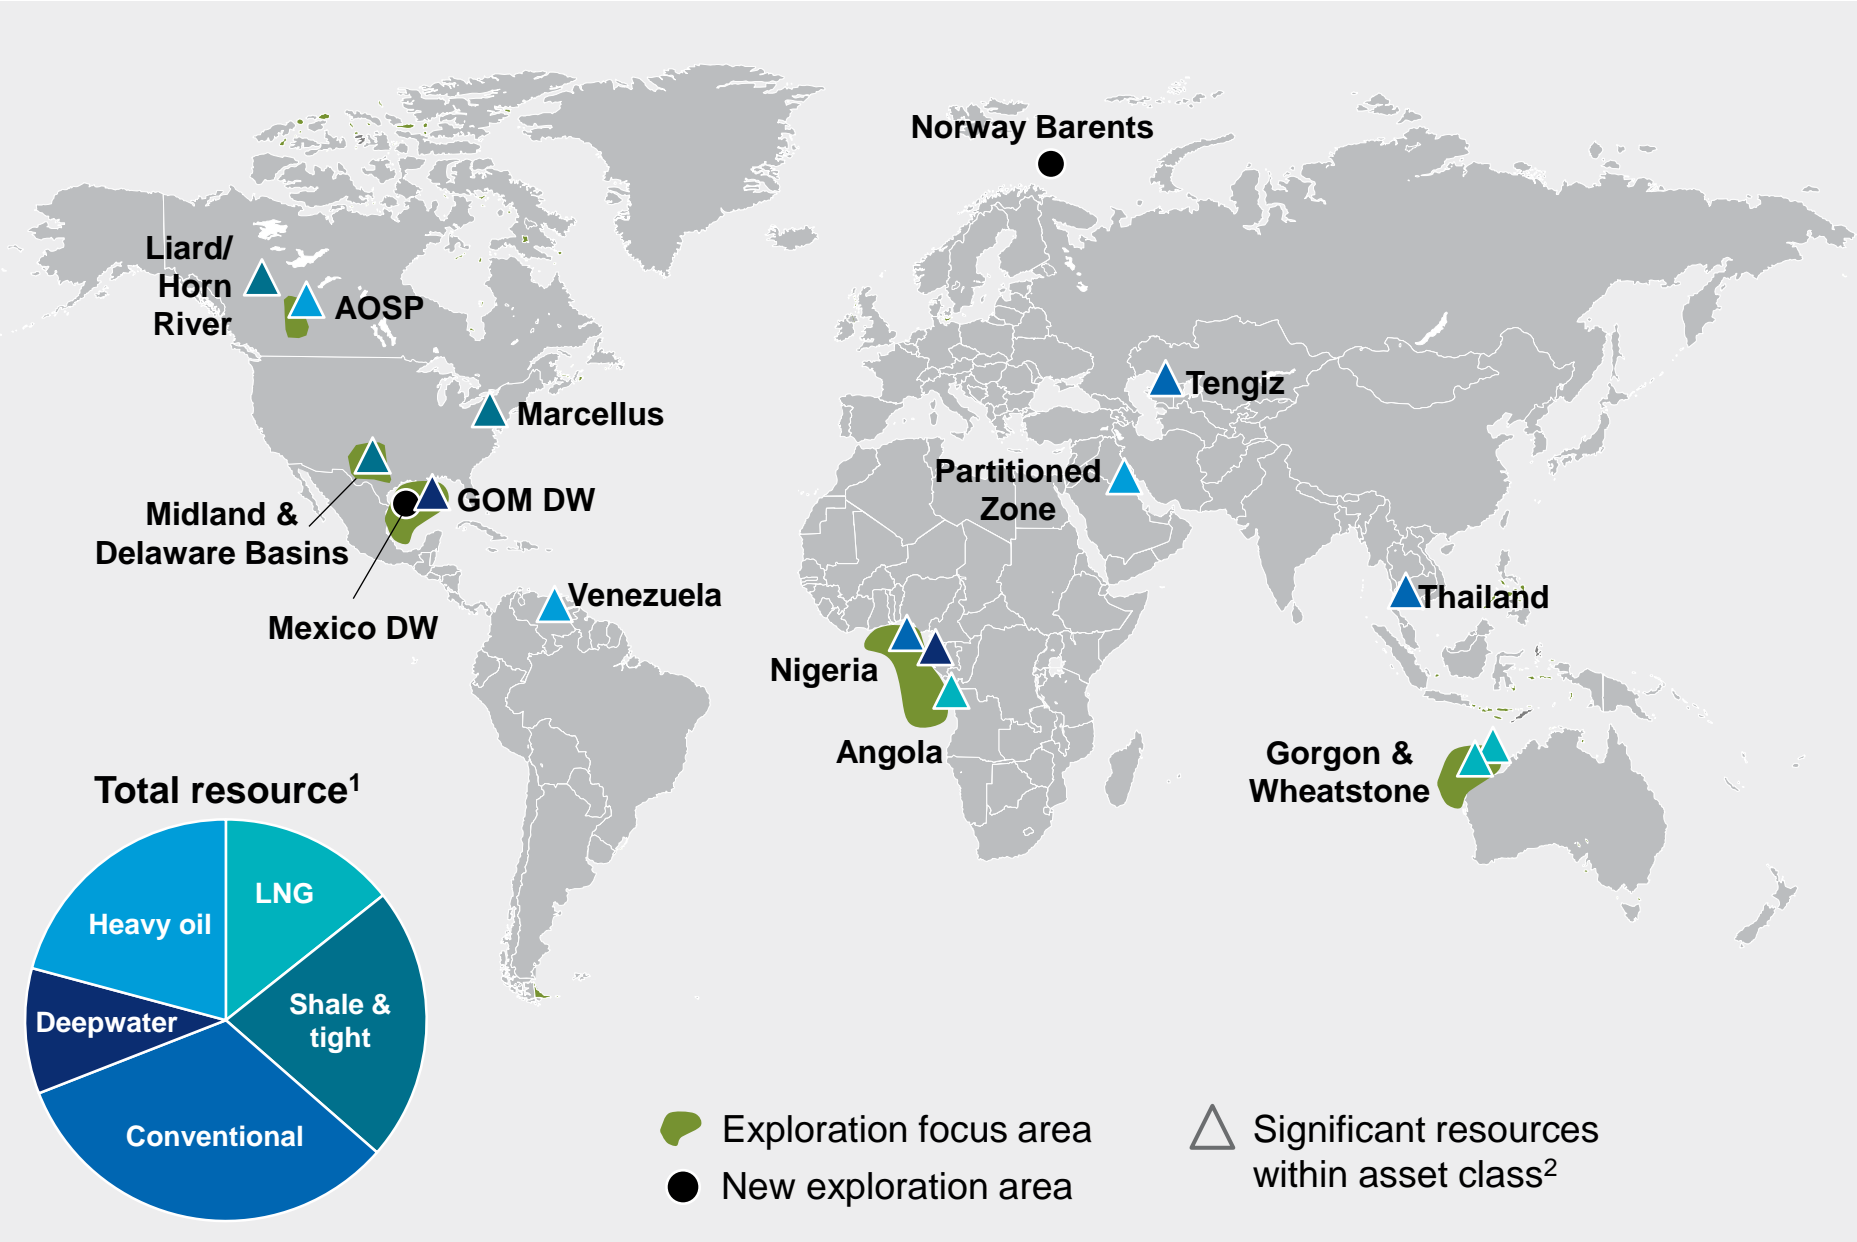 Norway Barents
Liard/
Horn
River
AOSP
Tengiz
Marcellus
Partitioned
Zone
GOM DW
Midland &
Delaware Basins
Venezuela
Thailand
Mexico DW
Nigeria
Angola
Gorgon &
Wheatstone
Total resource¹
LNG
Heavy oil
Shale &
tight
Deepwater
Conventional
Exploration focus area
New exploration area
Significant resources
within asset class²